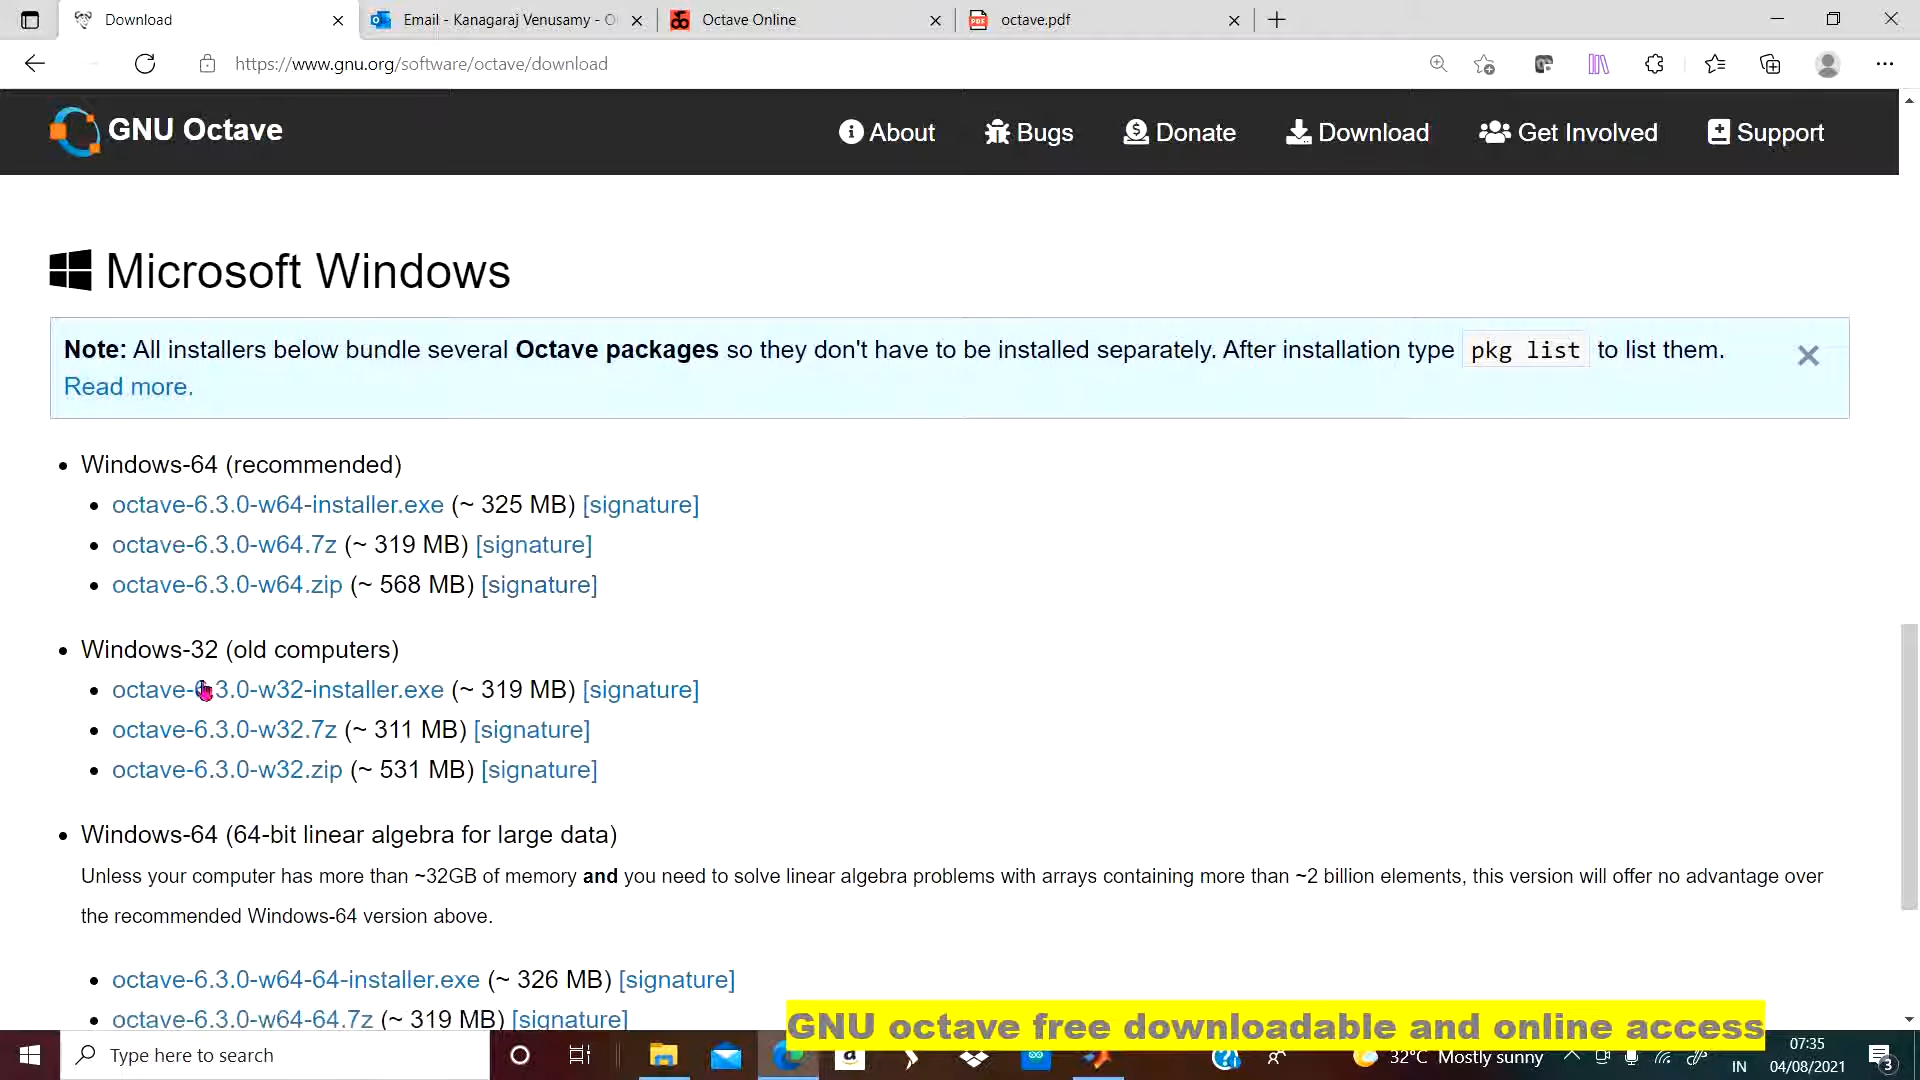 Download
Email - Kanagaraj Venusamy - O
Octave Online
octave.pdf
https://www.gnu.org/software/octave/download
GNU Octave
About
Bugs
Donate
Download
Get Involved
Support
Microsoft Windows
Note: All installers below bundle several Octave packages so they don't have to be installed separately. After installation type pkg list to list them.
Read more.
Windows-64 (recommended)
octave-6.3.0-w64-installer.exe (~ 325 MB) [signature]
octave-6.3.0-w64.7z (~ 319 MB) [signature]
octave-6.3.0-w64.zip (~ 568 MB) [signature]
Windows-32 (old computers)
octave-6.3.0-w32-installer.exe (~ 319 MB) [signature]
octave-6.3.0-w32.7z (~ 311 MB) [signature]
octave-6.3.0-w32.zip (~ 531 MB) [signature]
Windows-64 (64-bit linear algebra for large data)
Unless your computer has more than ~32GB of memory and you need to solve linear algebra problems with arrays containing more than ~2 billion elements, this version will offer no advantage over
the recommended Windows-64 version above.
octave-6.3.0-w64-64-installer.exe (~ 326 MB) [signature]
octave-6.3.0-w64-64.7z (~ 319 MB) [signature]
GNU octave free downloadable and online access
Type here to search
32°C Mostly sunny
IN
07:35
04/08/2021
3